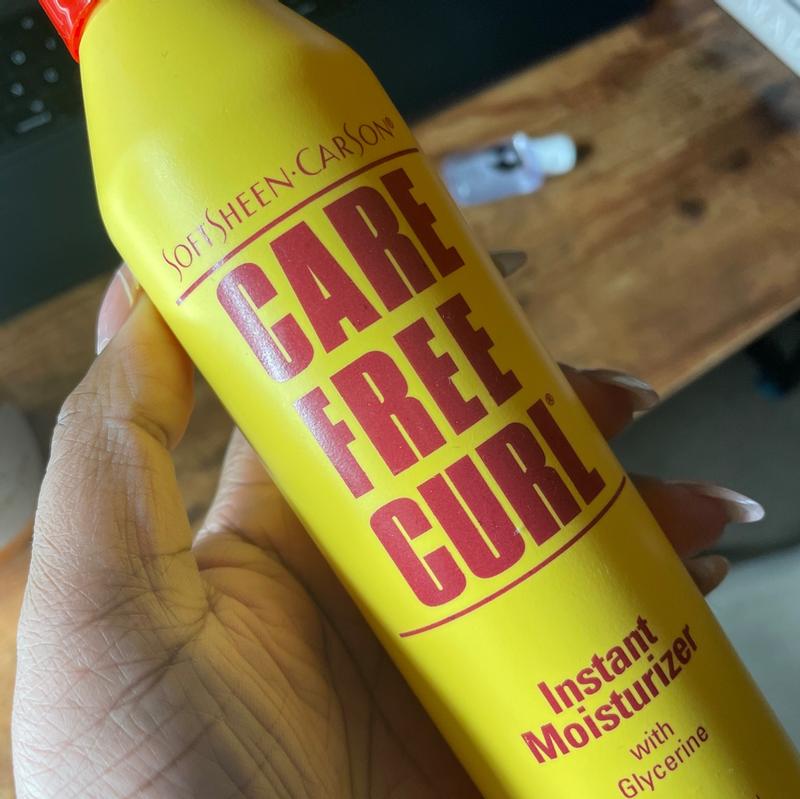 SOFTSHEEN·CARSON®
CARE
FREE
CURL®
Instant
Moisturizer
with
Glycerine